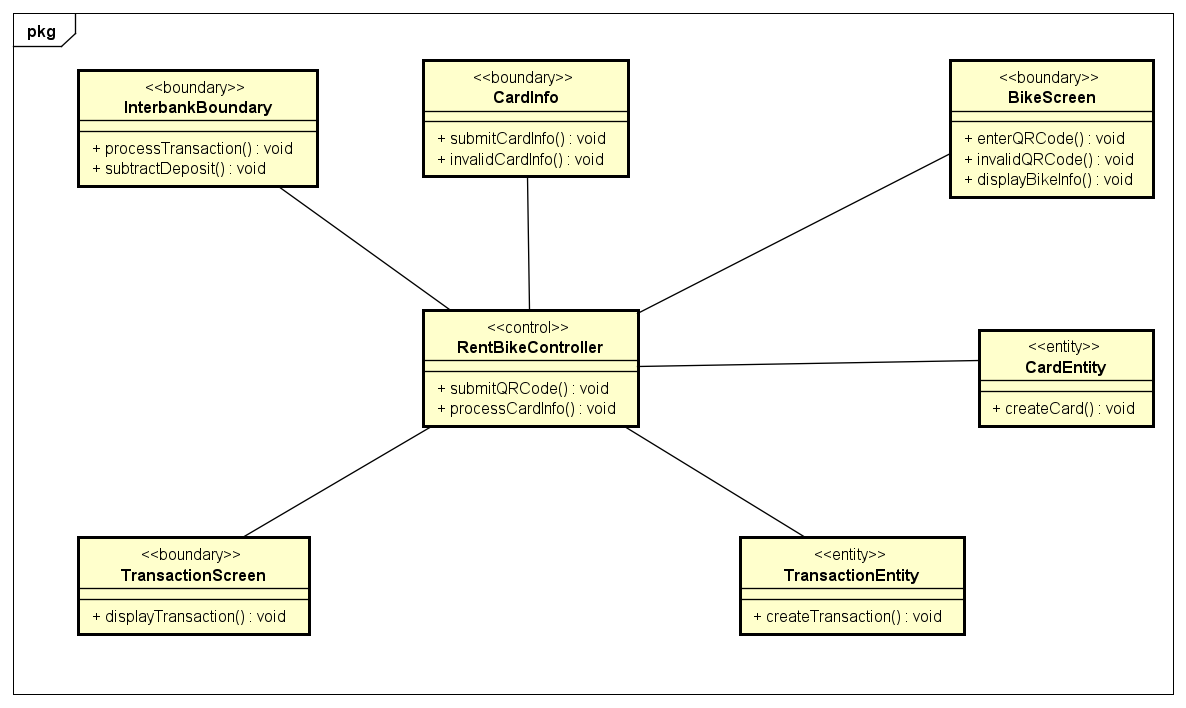 pkg
<<boundary>>
InterbankBoundary
+ processTransaction() : void
+ subtractDeposit() : void
<<boundary>>
CardInfo
+ submitCardInfo() : void
+ invalidCardInfo() : void
<<boundary>>
BikeScreen
+ enterQRCode() : void
+ invalidQRCode() : void
+ displayBikeInfo() : void
<<control>>
RentBikeController
+ submitQRCode() : void
+ processCardInfo() : void
<<entity>>
CardEntity
+ createCard() : void
<<boundary>>
TransactionScreen
+ displayTransaction() : void
<<entity>>
TransactionEntity
+ createTransaction() : void